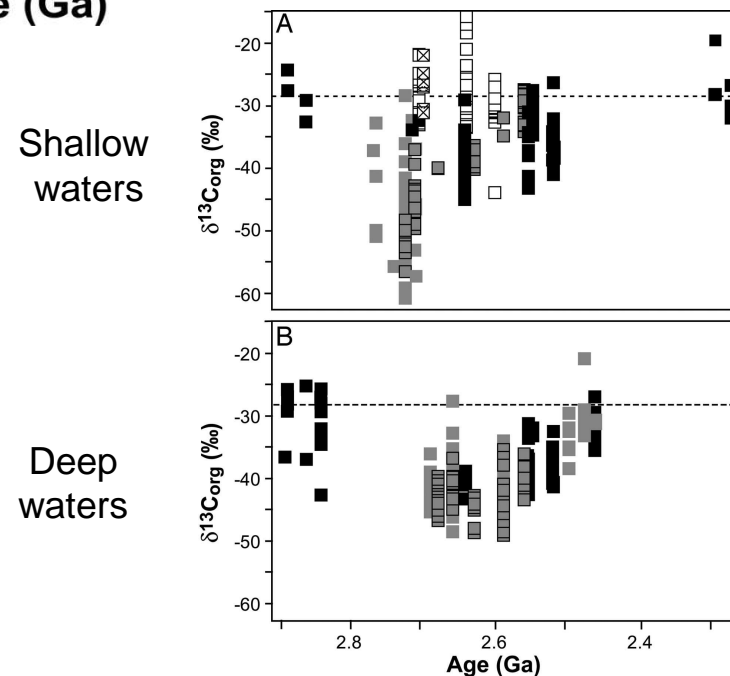 e (Ga)
A
-20
-30
-40
-50
-60
δ¹³Corg (‰)
Shallow
waters
B
-20
-30
-40
-50
-60
δ¹³Corg (‰)
Deep
waters
2.8 2.6 2.4
Age (Ga)